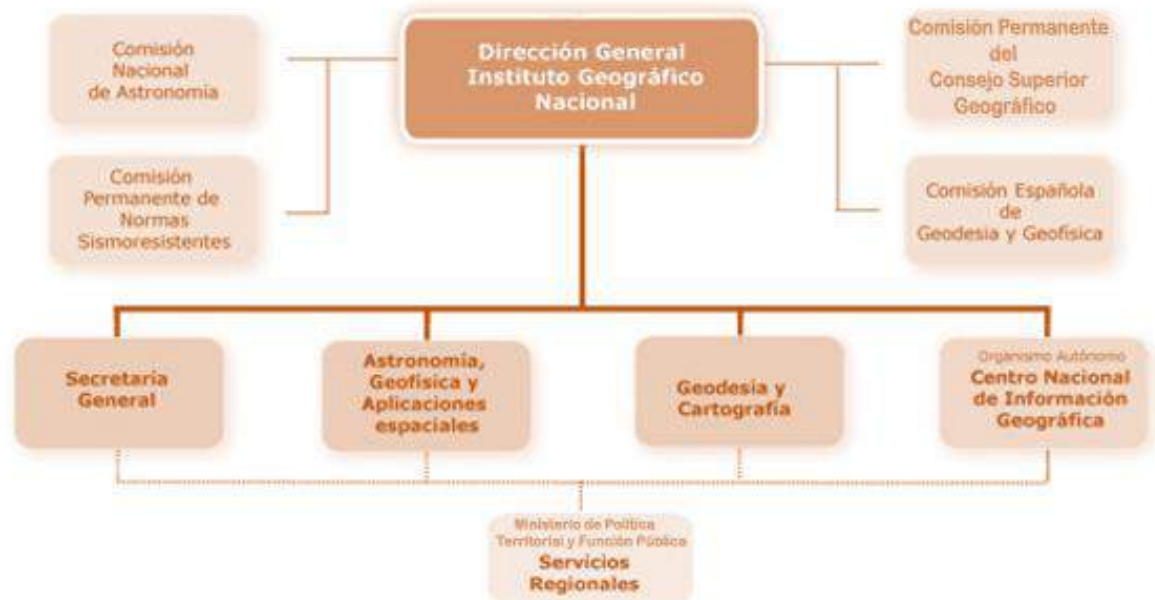 Comisión
Nacional
de Astronomía
Dirección General
Instituto Geográfico
Nacional
Comisión Permanente
del
Consejo Superior
Geográfico
Comisión
Permanente de
Normas
Sismoresistentes
Comisión Española
de
Geodesia y Geofísica
Secretaría
General
Astronomía,
Geofísica y
Aplicaciones
espaciales
Geodesia y
Cartografía
Organismo Autónomo
Centro Nacional
de Información
Geográfica
Ministerio de Política
Territorial y Función Pública
Servicios
Regionales